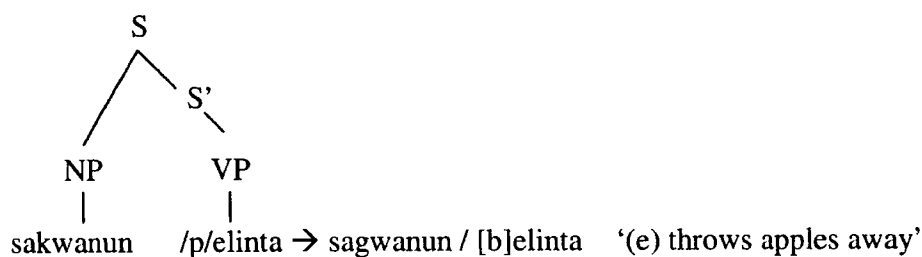 S
S'
NP VP
sakwanun /p/elinta → sagwanun / [b]elinta '(e) throws apples away'